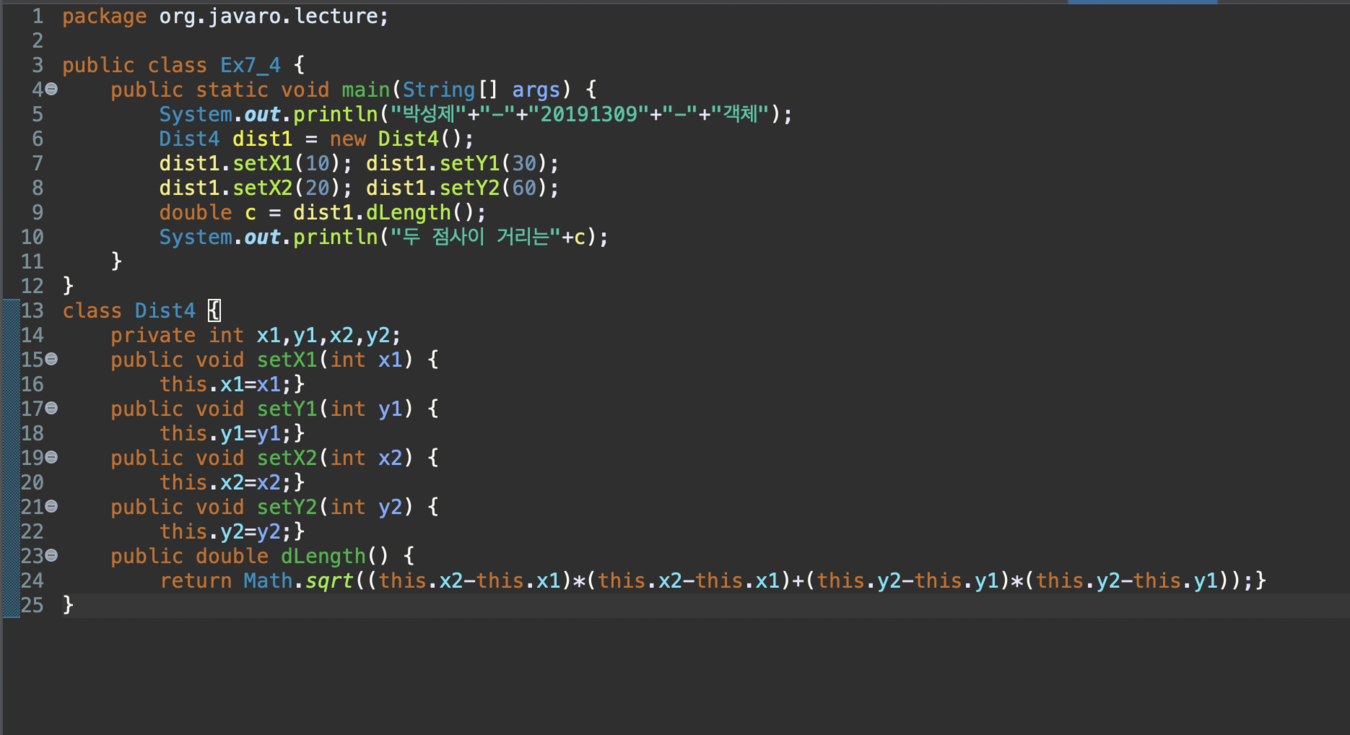 1 package org.javaro.lecture;
2
3 public class Ex7_4 {
4 public static void main(String[] args) {
5 System.out.println("박성제"+"-"+"20191309"+"-"+"객체");
6 Dist4 dist1 = new Dist4();
7 dist1.setX1(10); dist1.setY1(30);
8 dist1.setX2(20); dist1.setY2(60);
9 double c = dist1.dLength();
10 System.out.println("두 점사이 거리는"+c);
11 }
12 }
13 class Dist4 {
14 private int x1,y1,x2,y2;
15 public void setX1(int x1) {
16 this.x1=x1;}
17 public void setY1(int y1) {
18 this.y1=y1;}
19 public void setX2(int x2) {
20 this.x2=x2;}
21 public void setY2(int y2) {
22 this.y2=y2;}
23 public double dLength() {
24 return Math.sqrt((this.x2-this.x1)*(this.x2-this.x1)+(this.y2-this.y1)*(this.y2-this.y1));}
25 }